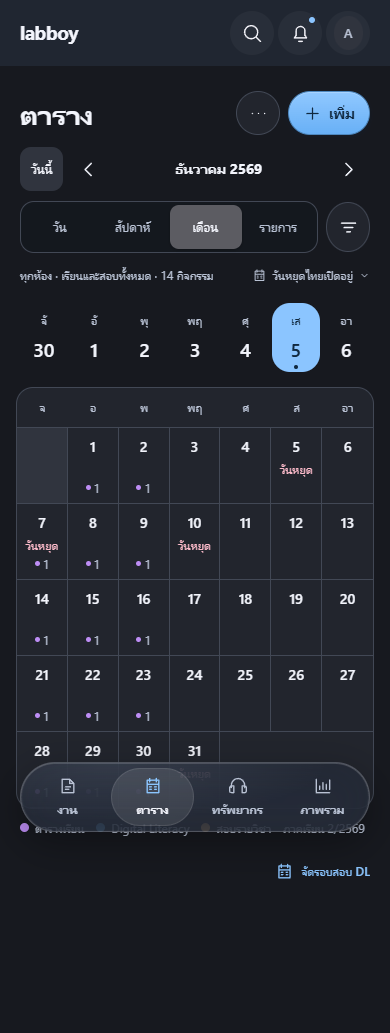 labboy
A
ตาราง
เพิ่ม
วันนี้
ธันวาคม 2569
วัน สัปดาห์ เดือน รายการ
ทุกห้อง · เรียนและสอบทั้งหมด · 14 กิจกรรม
วันหยุดไทยเปิดอยู่
จั อั พุ พฤ ศุ เส อา
30 1 2 3 4 5 6
จ อ พ พฤ ศ ส อา
1 2 3 4 5 6
วันหยุด
1 1
7 8 9 10 11 12 13
วันหยุด วันหยุด
1 1 1
14 15 16 17 18 19 20
1 1 1
21 22 23 24 25 26 27
1 1 1
28 29 30 31
งาน ตาราง ทรัพยากร ภาพรวม
Digital Literacy
จัดรอบสอบ DL